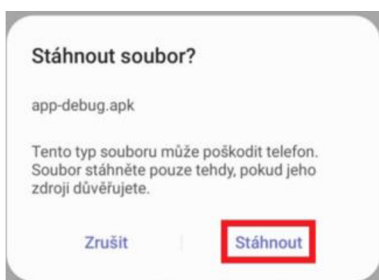 Stáhnout soubor?
app-debug.apk
Tento typ souboru může poškodit telefon.
Soubor stáhněte pouze tehdy, pokud jeho
zdroji důvěřujete.
Zrušit
Stáhnout